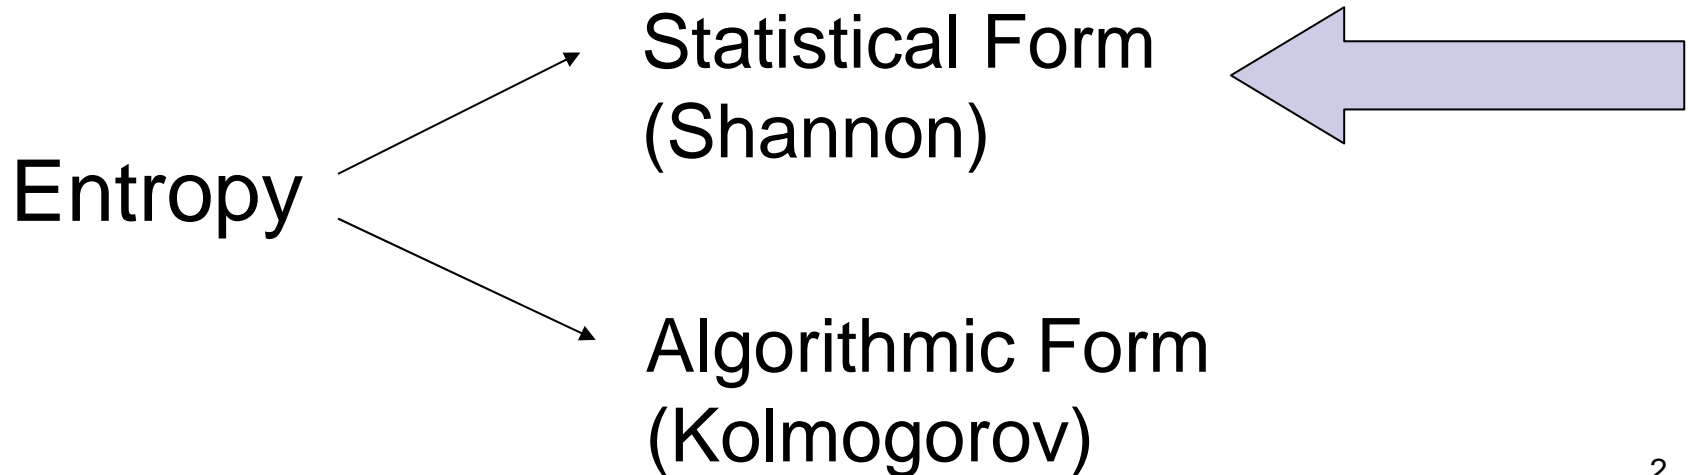 Statistical Form
(Shannon)
Entropy
Algorithmic Form
(Kolmogorov)
2